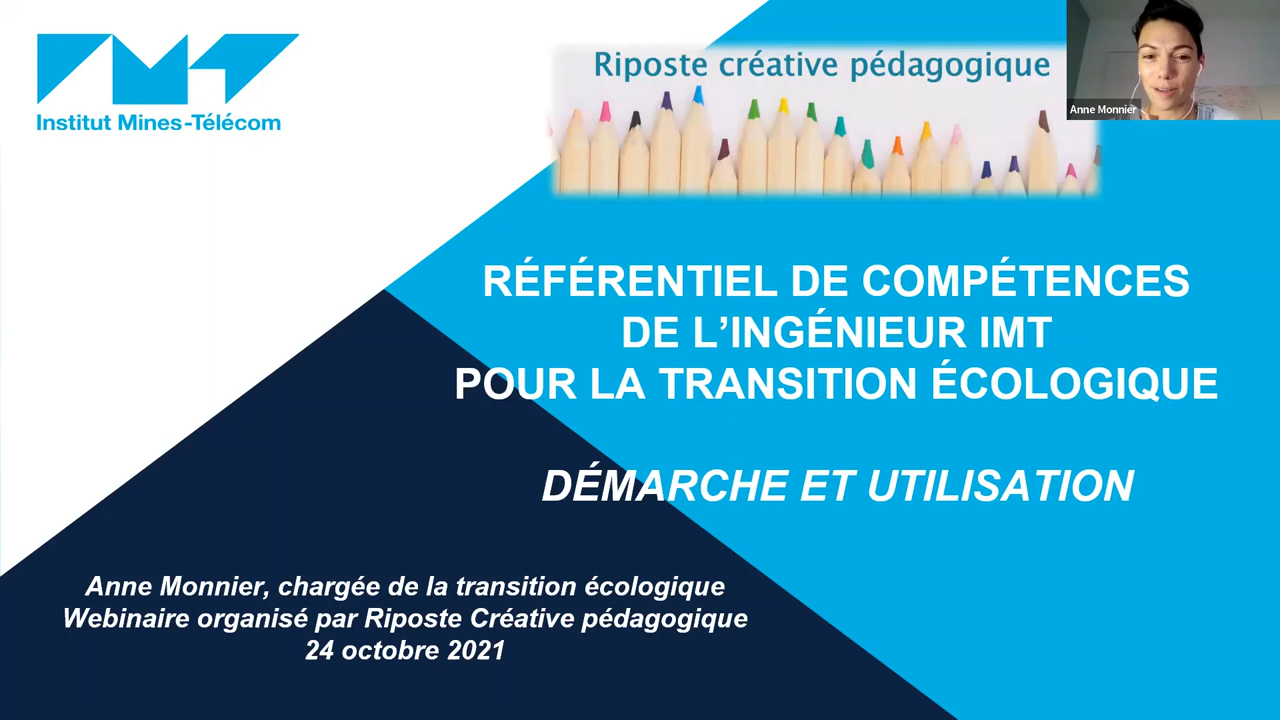 Institut Mines-Télécom
Riposte créative pédagogique
Anne Monnier
RÉFÉRENTIEL DE COMPÉTENCES
DE L’INGÉNIEUR IMT
POUR LA TRANSITION ÉCOLOGIQUE
DÉMARCHE ET UTILISATION
Anne Monnier, chargée de la transition écologique
Webinaire organisé par Riposte Créative pédagogique
24 octobre 2021